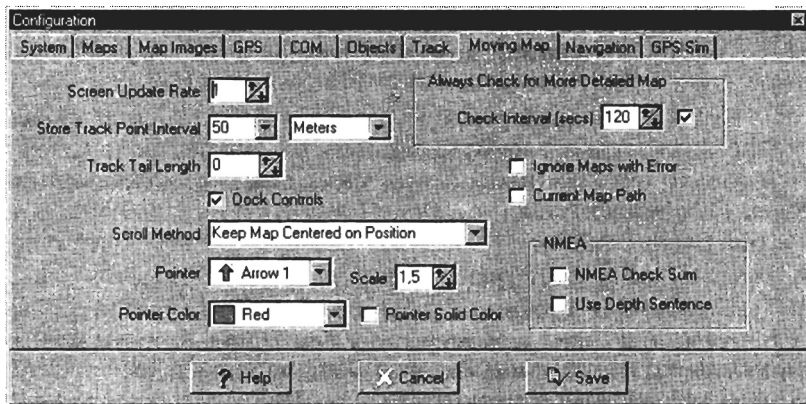 Configuration
System Maps Map Images GPS COM Objects Track Moving Map Navigation GPS Sim
Screen Update Rate 1
Always Check for More Detailed Map
Check Interval (secs) 120
Store Track Point Interval 50 Meters
Track Tail Length 0
Ignore Maps with Error
Dock Controls
Current Map Path
Scroll Method Keep Map Centered on Position
NMEA
Pointer Arrow 1 Scale 1,5
NMEA Check Sum
Use Depth Sentence
Pointer Color Red Pointer Solid Color
? Help Cancel Save